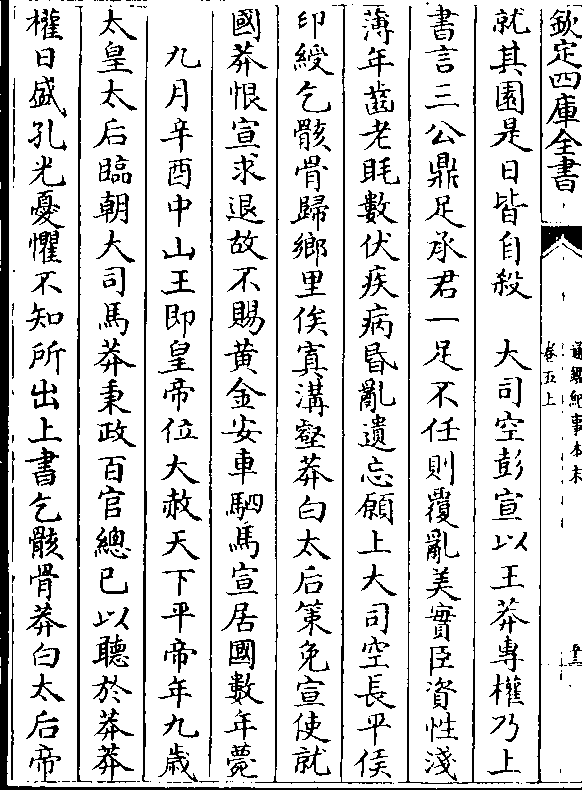 欽定四庫全書
通鑑紀事本末
卷五上
就其園是日皆自殺　大司空彭宣以王莽專權乃上
書言三公鼎足承君一足不任則覆亂美實臣資性淺
薄年齒老眊數伏疾病昏亂遺忘願上大司空長平侯
印綬乞骸骨歸鄉里俟窴溝壑莽白太后策免宣使就
國莽恨宣求退故不賜黄金安車駟馬宣居國數年薨
九月辛酉中山王即皇帝位大赦天下平帝年九歲
太皇太后臨朝大司馬莽秉政百官總已以聽於莽莽
權日盛孔光憂懼不知所出上書乞骸骨莽白太后帝